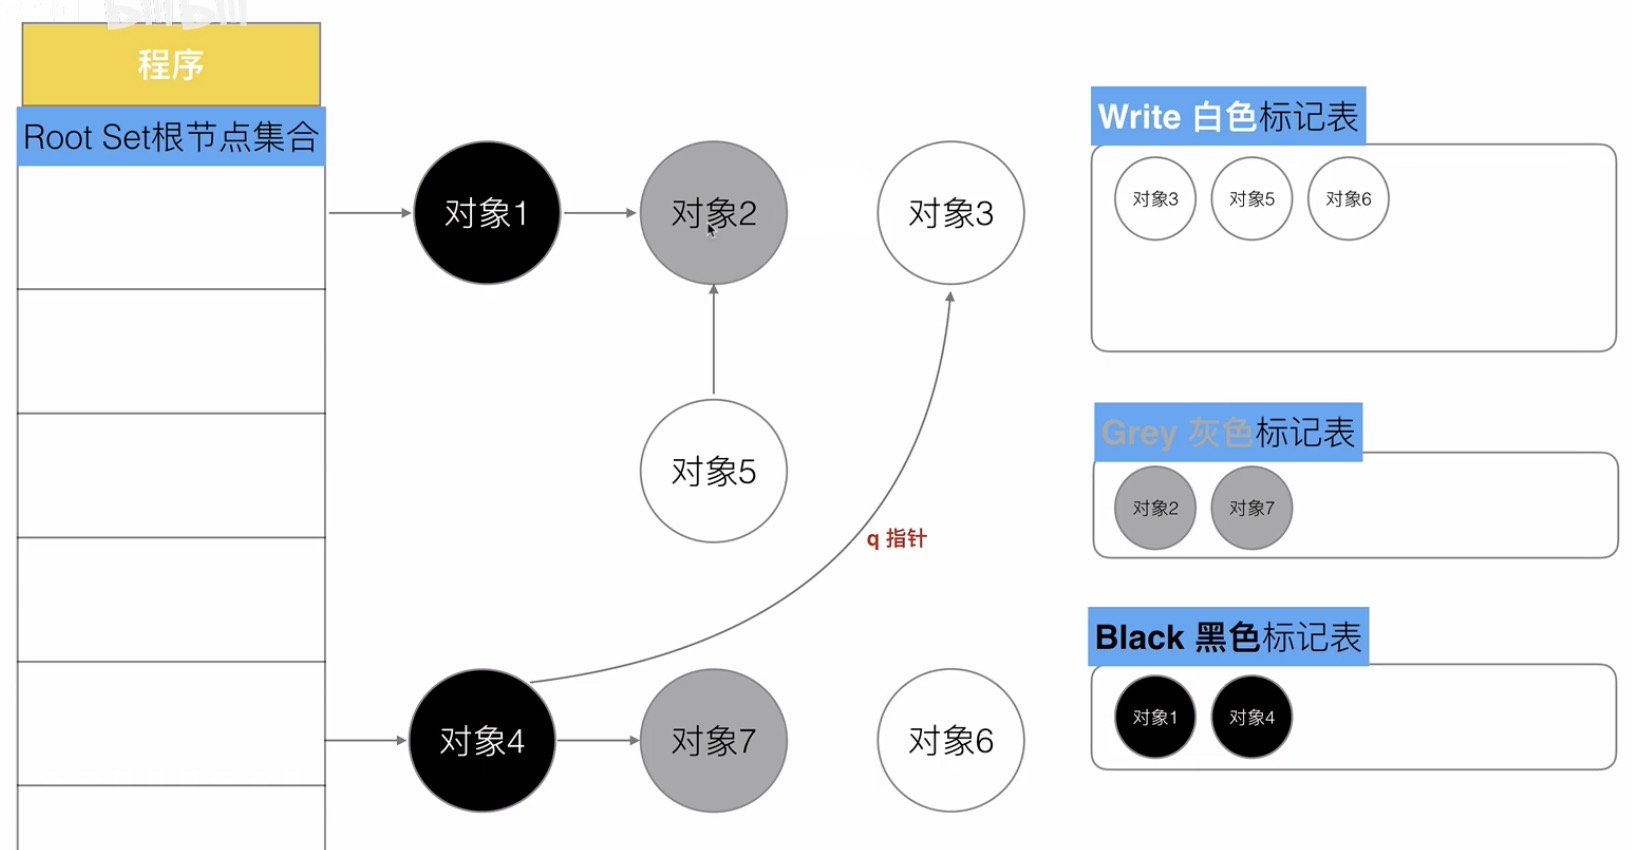 程序
Root Set根节点集合
对象1
对象2
对象3
对象5
q 指针
对象4
对象7
对象6
Write 白色标记表
对象3 对象5 对象6
Grey 灰色标记表
对象2 对象7
Black 黑色标记表
对象1 对象4